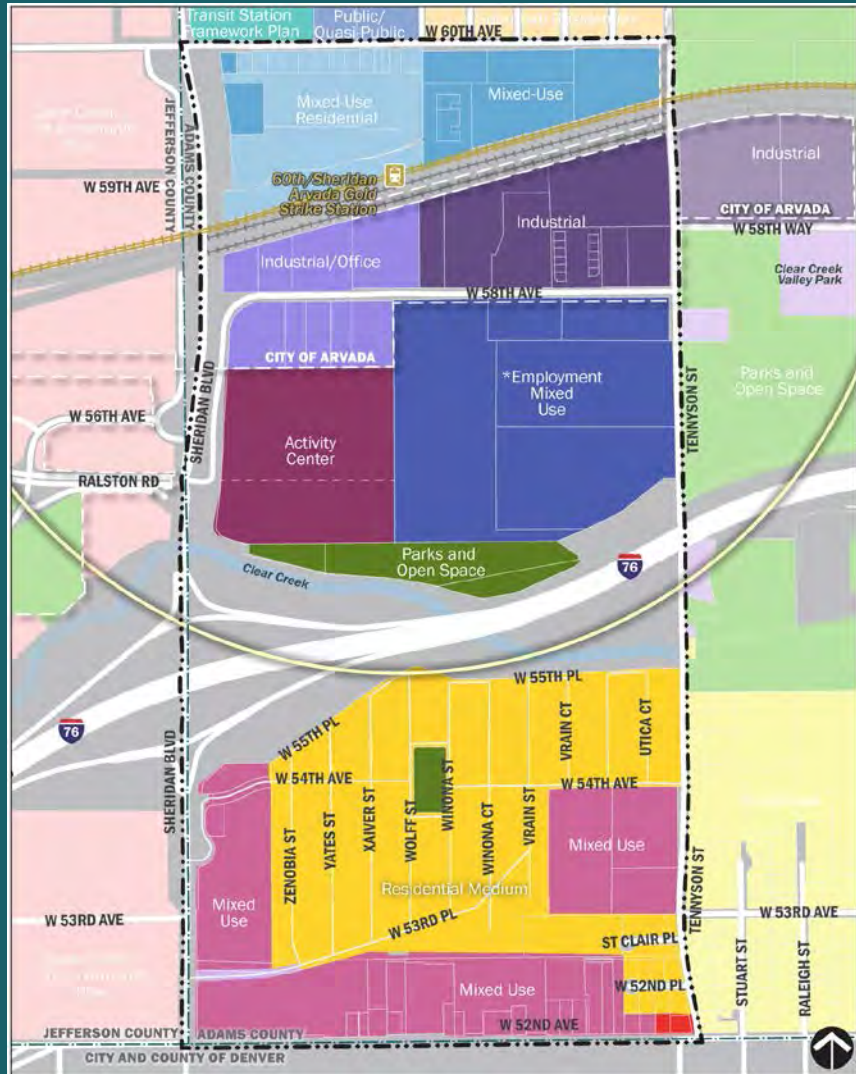 Transit Station
Framework Plan
Public/
Quasi-Public
W 60TH AVE
JEFFERSON COUNTY
ADAMS COUNTY
Mixed-Use
Residential
Mixed-Use
W 59TH AVE
60th/Sheridan
Arvada Gold
Strike Station
Industrial
Industrial
CITY OF ARVADA
W 58TH WAY
Industrial/Office
Clear Creek
Valley Park
W 58TH AVE
CITY OF ARVADA
SHERIDAN BLVD
*Employment
Mixed
Use
TENNYSON ST
Parks and
Open Space
W 56TH AVE
Activity
Center
RALSTON RD
Parks and
Open Space
Clear Creek
76
W 55TH PL
W 55TH PL
76
SHERIDAN BLVD
W 54TH AVE
W 54TH AVE
ZENOBIA ST
YATES ST
XAIVER ST
WOLFF ST
WINONA ST
WINONA CT
VRAIN ST
VRAIN CT
UTICA CT
Mixed Use
TENNYSON ST
Residential Medium
Mixed
Use
W 53RD AVE
W 53RD PL
W 53RD AVE
ST CLAIR PL
STUART ST
RALEIGH ST
W 52ND PL
Mixed Use
W 52ND AVE
JEFFERSON COUNTY
ADAMS COUNTY
CITY AND COUNTY OF DENVER